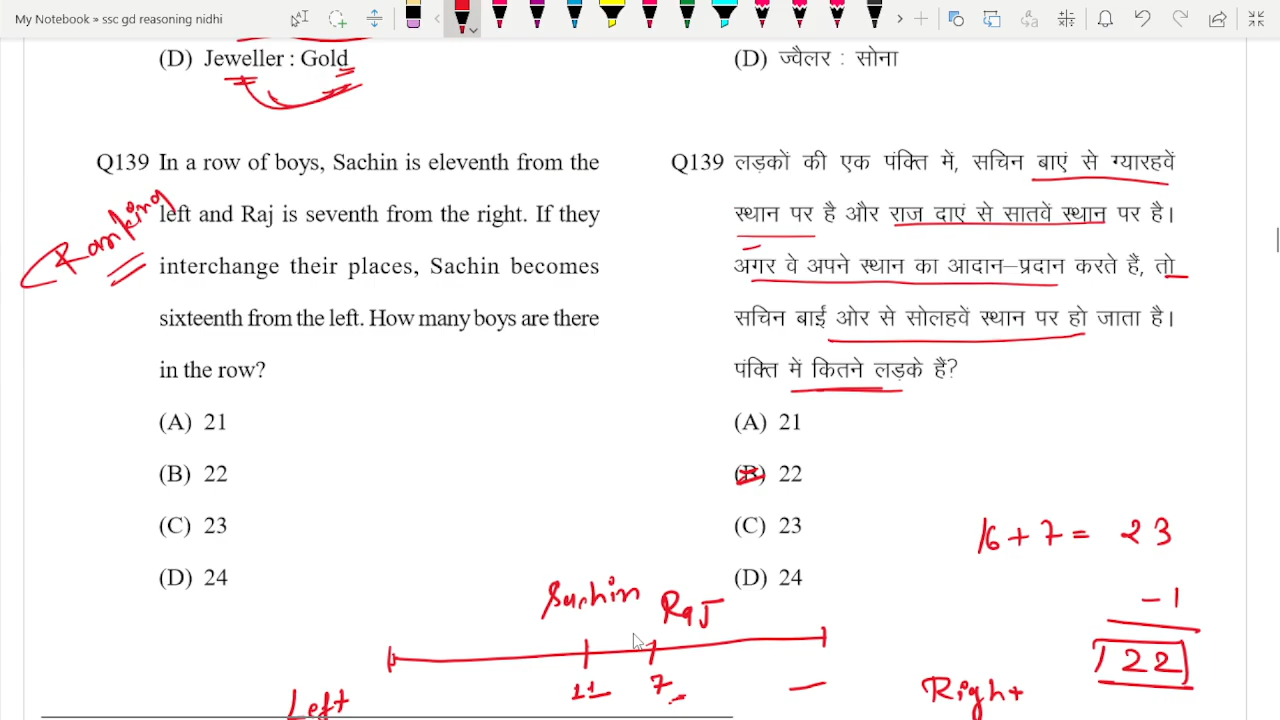 My Notebook » ssc gd reasoning nidhi
(D) Jeweller : Gold
(D) ज्वैलर : सोना
Q139 In a row of boys, Sachin is eleventh from the
left and Raj is seventh from the right. If they
interchange their places, Sachin becomes
sixteenth from the left. How many boys are there
in the row?
(A) 21
(B) 22
(C) 23
(D) 24
Ranking
Q139 लड़कों की एक पंक्ति में, सचिन बाएं से ग्यारहवें
स्थान पर है और राज दाएं से सातवें स्थान पर है।
अगर वे अपने स्थान का आदान–प्रदान करते हैं, तो
सचिन बाईं ओर से सोलहवें स्थान पर हो जाता है।
पंक्ति में कितने लड़के हैं?
(A) 21
(B) 22
(C) 23
(D) 24
16 + 7 = 23
- 1
22
Sachin Raj
11 7
Left
Right